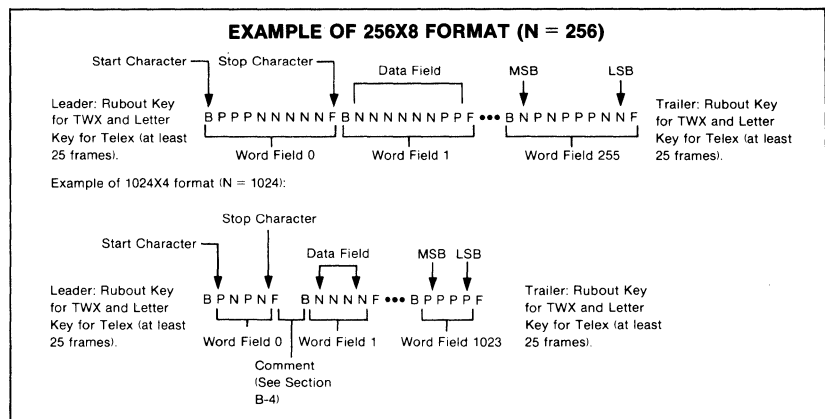 EXAMPLE OF 256X8 FORMAT (N = 256)
Start Character
Stop Character
Data Field
MSB
LSB
Leader: Rubout Key
for TWX and Letter
Key for Telex (at least
25 frames).
B P P P N N N N N F B N N N N N N P P F ••• B N P N P P P N N F
Word Field 0
Word Field 1
Word Field 255
Trailer: Rubout Key
for TWX and Letter
Key for Telex (at least
25 frames).
Example of 1024X4 format (N = 1024):
Stop Character
Start Character
Data Field
MSB
LSB
Leader: Rubout Key
for TWX and Letter
Key for Telex (at least
25 frames).
B P N P N F B N N N N F ••• B P P P P F
Word Field 0
Word Field 1
Word Field 1023
Trailer: Rubout Key
for TWX and Letter
Key for Telex (at least
25 frames).
Comment
(See Section
B-4)